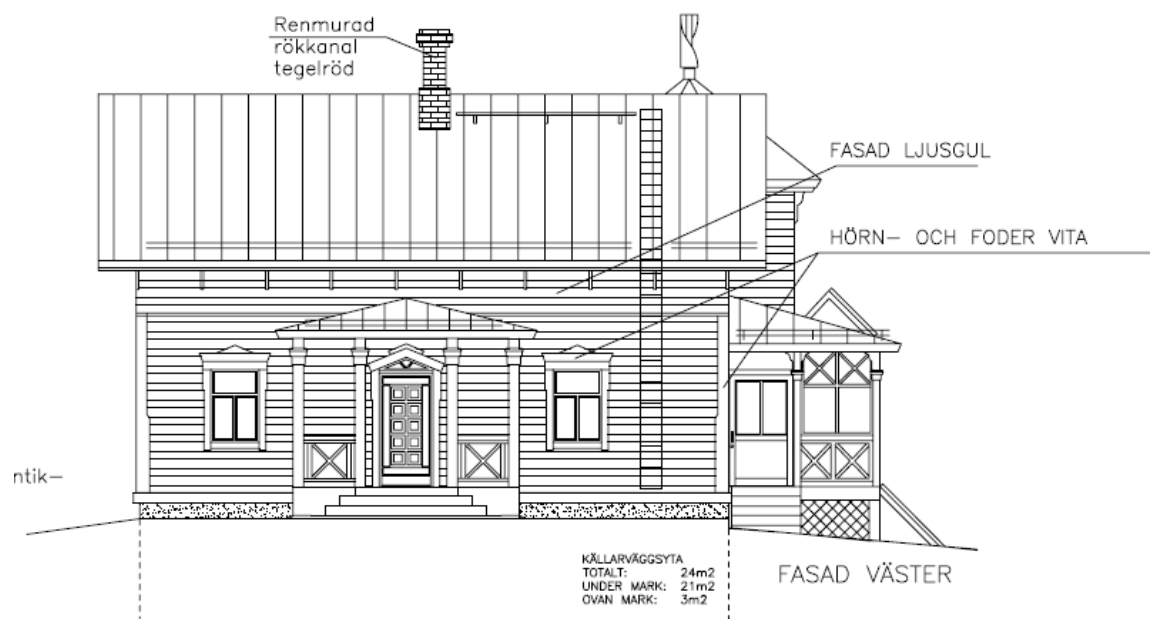 Renmurad
rökkanal
tegelröd
FASAD LJUSGUL
HÖRN- OCH FODER VITA
ntik-
KÄLLARVÄGGSYTA
TOTALT: 24m2
UNDER MARK: 21m2
OVAN MARK: 3m2
FASAD VÄSTER